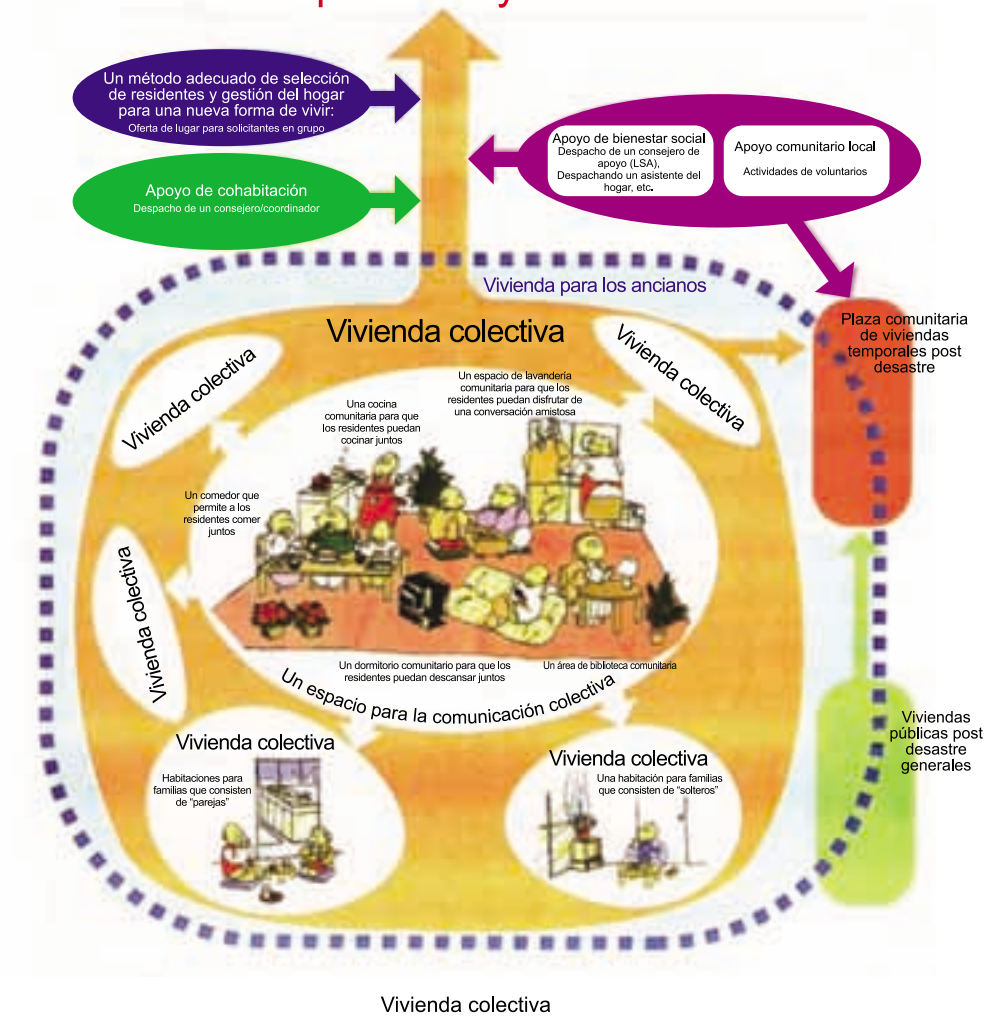 Un método adecuado de selección
de residentes y gestión del hogar
para una nueva forma de vivir:
Oferta de lugar para solicitantes en grupo
Apoyo de cohabitación
Despacho de un consejero/coordinador
Apoyo de bienestar social
Despacho de un consejero de
apoyo (LSA),
Despachando un asistente del
hogar, etc.
Apoyo comunitario local
Actividades de voluntarios
Vivienda para los ancianos
Vivienda colectiva
Vivienda colectiva
Vivienda colectiva
Plaza comunitaria
de viviendas
temporales post
desastre
Un espacio de lavandería
comunitaria para que los
residentes puedan disfrutar de
una conversación amistosa
Una cocina
comunitaria para que
los residentes puedan
cocinar juntos
Un comedor que
permite a los
residentes comer
juntos
Vivienda colectiva
Un dormitorio comunitario para que los
residentes puedan descansar juntos
Un área de biblioteca comunitaria
Un espacio para la comunicación colectiva
Vivienda colectiva
Habitaciones para
familias que consisten
de "parejas"
Vivienda colectiva
Una habitación para familias
que consisten de "solteros"
Viviendas
públicas post
desastre
generales
Vivienda colectiva